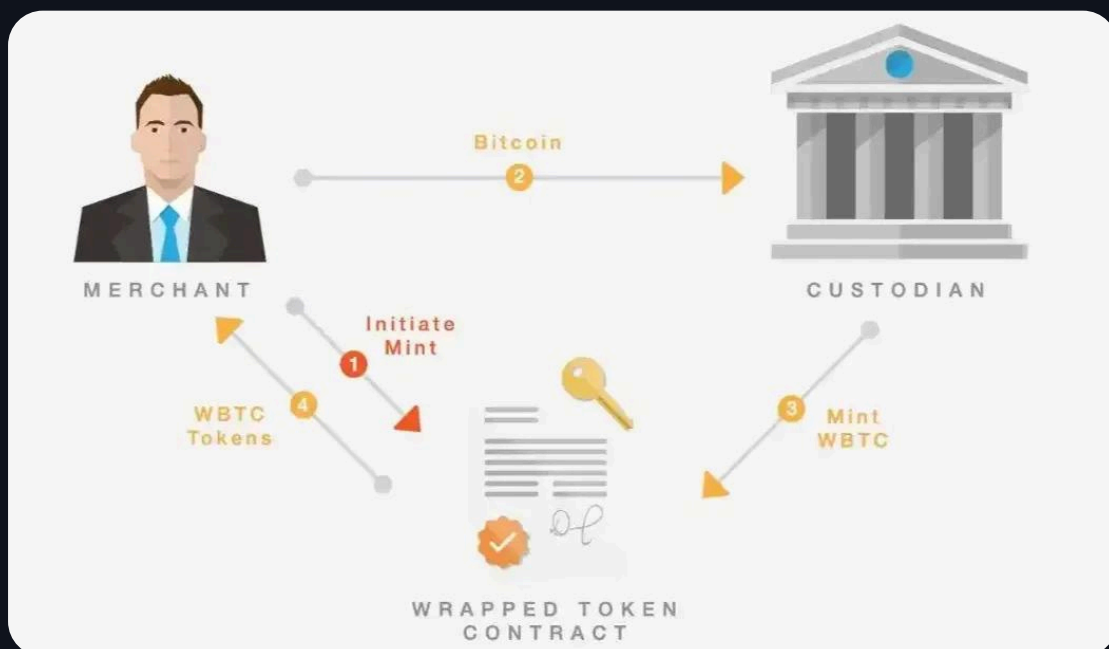 Bitcoin
2
MERCHANT
CUSTODIAN
Initiate
Mint
1
4
WBTC
Tokens
3
Mint
WBTC
WRAPPED TOKEN
CONTRACT